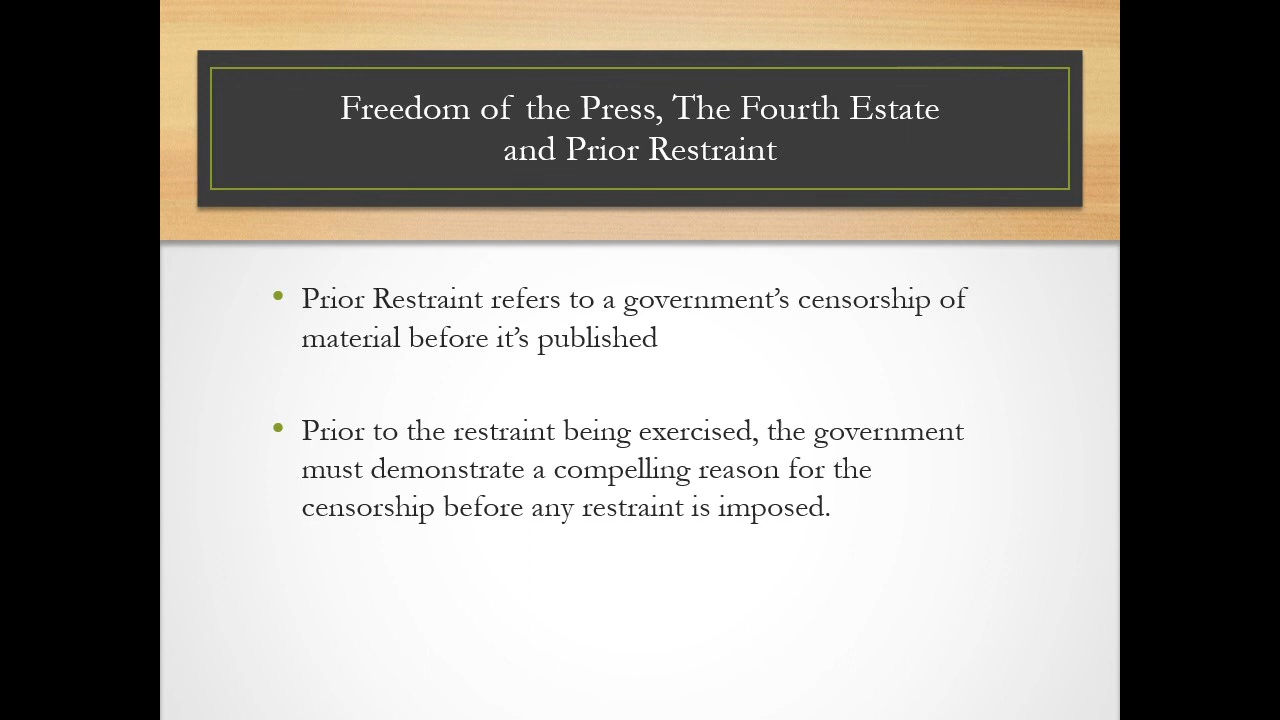 Freedom of the Press, The Fourth Estate
and Prior Restraint
• Prior Restraint refers to a government’s censorship of
material before it’s published
• Prior to the restraint being exercised, the government
must demonstrate a compelling reason for the
censorship before any restraint is imposed.